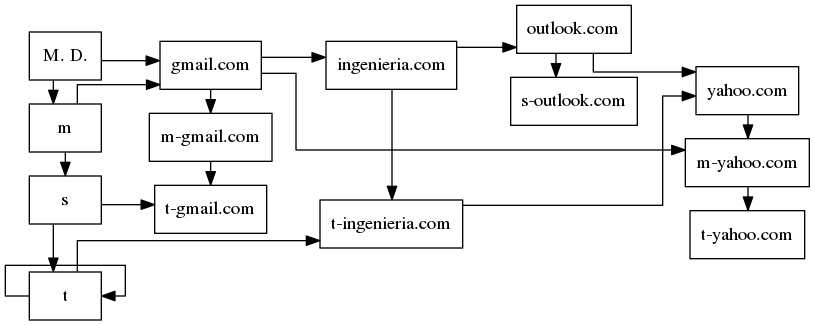 M. D.
m
s
t
gmail.com
m-gmail.com
t-gmail.com
ingenieria.com
t-ingenieria.com
outlook.com
s-outlook.com
yahoo.com
m-yahoo.com
t-yahoo.com